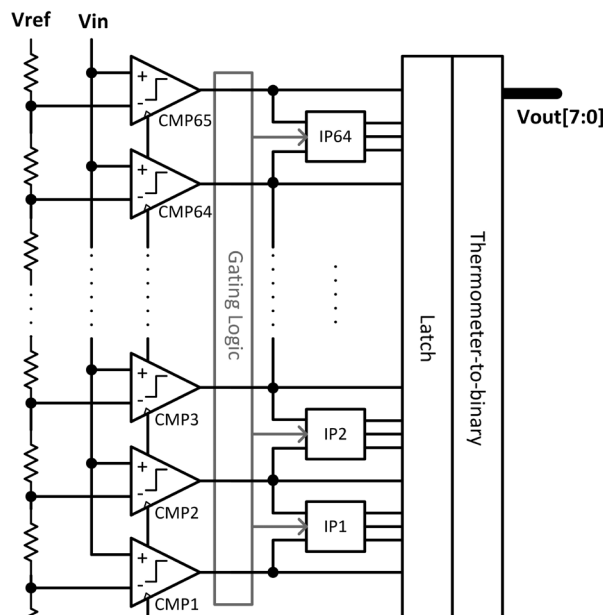 Vref Vin
+
-
CMP65
IP64
Vout[7:0]
+
-
CMP64
Gating Logic
Latch
Thermometer-to-binary
+
-
CMP3
IP2
+
-
CMP2
IP1
+
-
CMP1